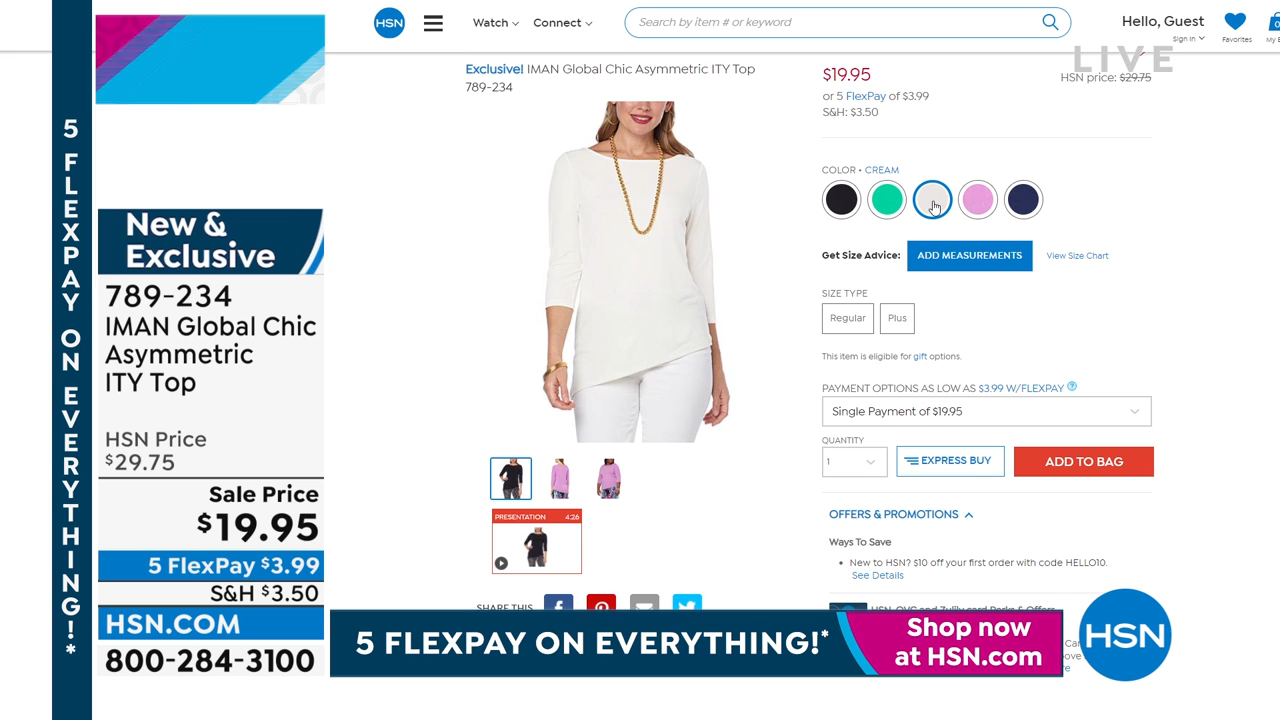 5 FLEXPAY ON EVERYTHING!*
New &
Exclusive
789-234
IMAN Global Chic
Asymmetric
ITY Top
HSN Price
$29.75
Sale Price
$19.95
5 FlexPay $3.99
S&H $3.50
HSN.COM
800-284-3100
HSN
Watch
Connect
Search by item # or keyword
Hello, Guest
Sign In
Favorites
LIVE
Exclusive! IMAN Global Chic Asymmetric ITY Top
789-234
PRESENTATION 4:26
SHARE THIS
$19.95
HSN price: $29.75
or 5 FlexPay of $3.99
S&H: $3.50
COLOR • CREAM
Get Size Advice: ADD MEASUREMENTS View Size Chart
SIZE TYPE
Regular Plus
This item is eligible for gift options.
PAYMENT OPTIONS AS LOW AS $3.99 W/FLEXPAY ?
Single Payment of $19.95
QUANTITY
1 EXPRESS BUY ADD TO BAG
OFFERS & PROMOTIONS
Ways To Save
• New to HSN? $10 off your first order with code HELLO10.
See Details
HSN, QVC and Zulily card Perks & Offers
5 FLEXPAY ON EVERYTHING!*
Shop now
at HSN.com
HSN